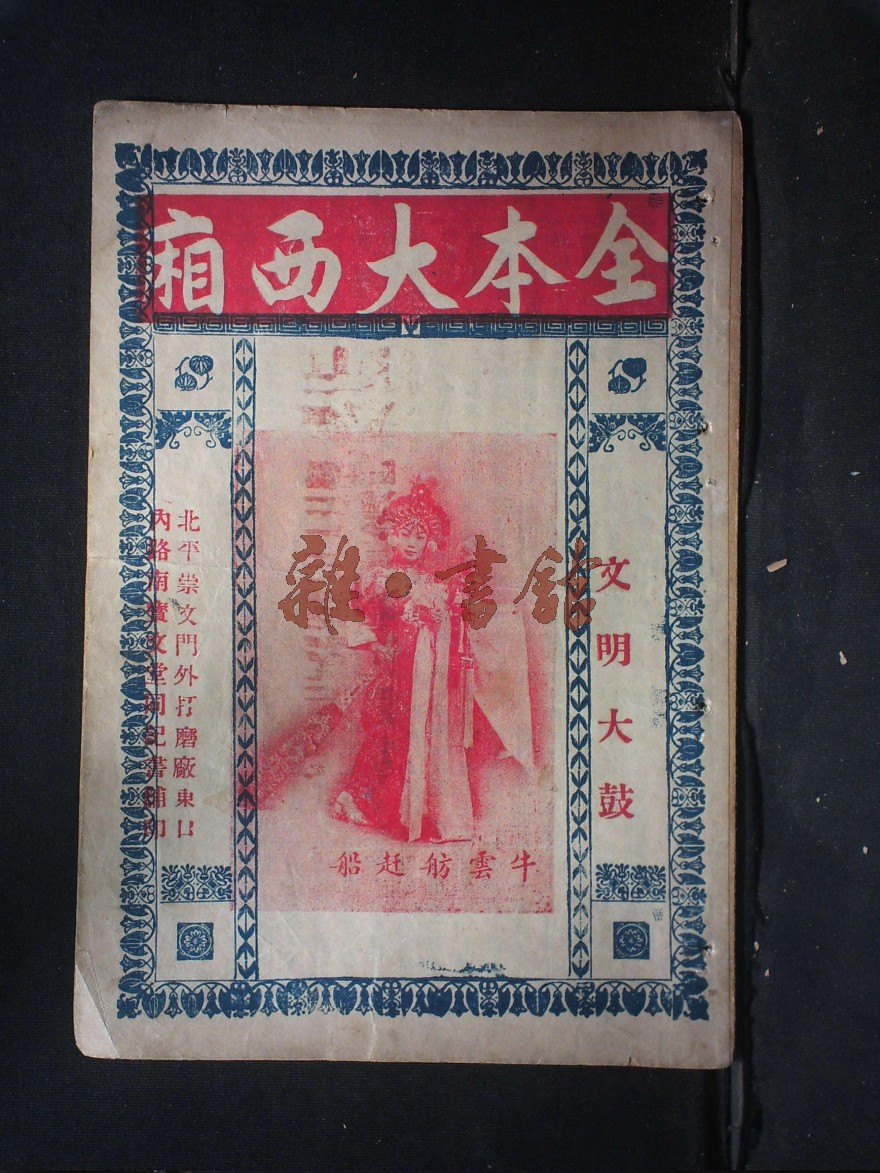 全本大西廂
文明大鼓
牛雲舫赶船
北平崇文門外打磨廠東口
內路南寶文堂同記書鋪印
雜·書館